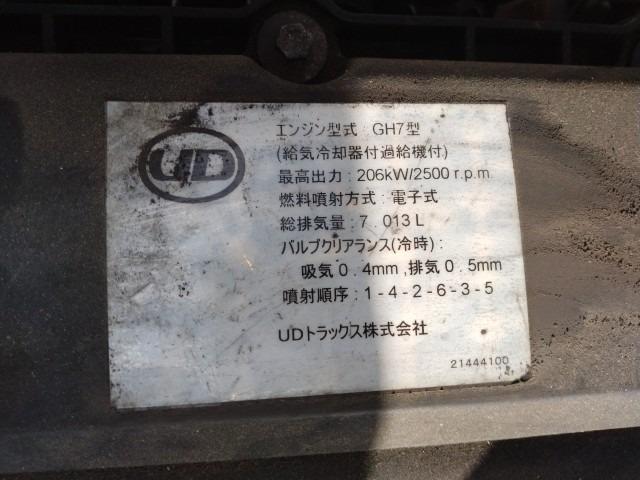 UD
エンジン型式 GH7型
(給気冷却器付過給機付)
最高出力：206kW/2500 r.p.m
燃料噴射方式：電子式
総排気量：7．013L
バルブクリアランス(冷時)：
吸気0．4mm,排気0．5mm
噴射順序：1-4-2-6-3-5
UDトラックス株式会社
21444100